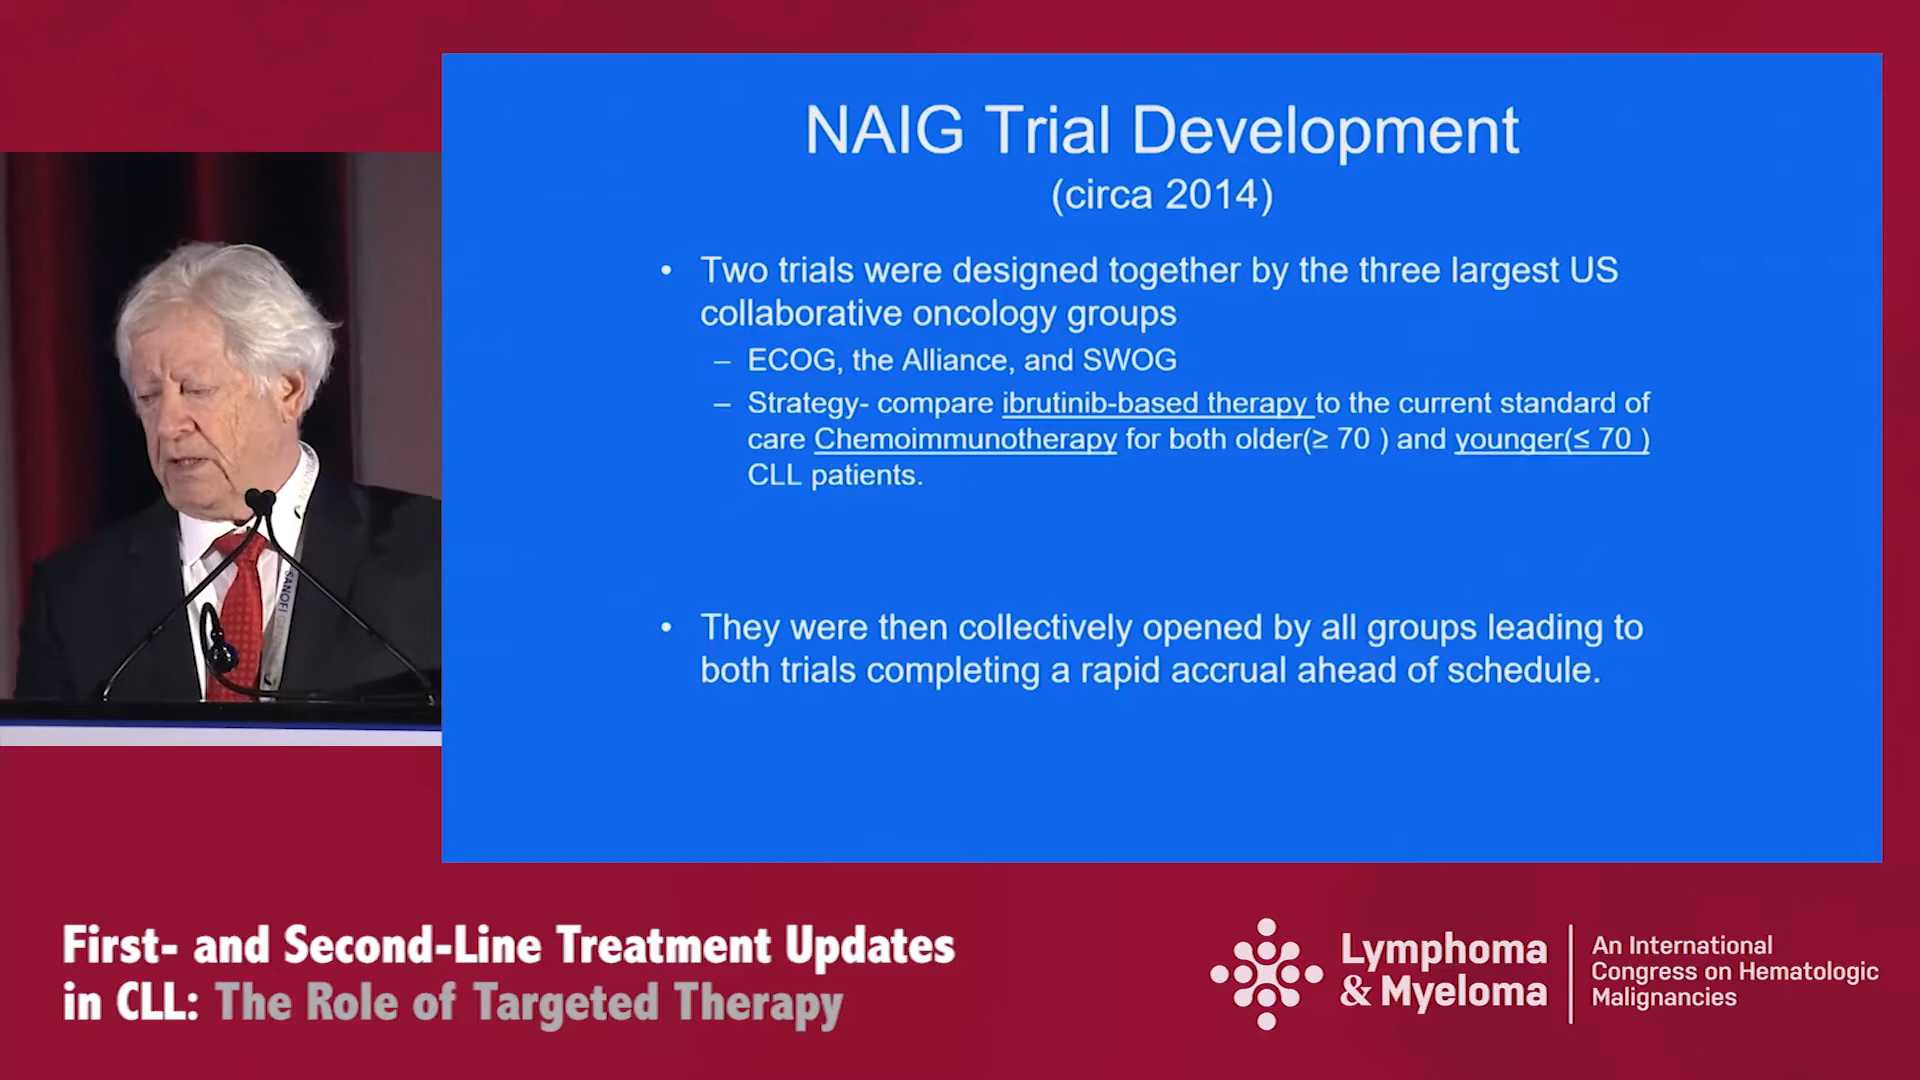 NAIG Trial Development
(circa 2014)
• Two trials were designed together by the three largest US
collaborative oncology groups
– ECOG, the Alliance, and SWOG
– Strategy- compare ibrutinib-based therapy to the current standard of
care Chemoimmunotherapy for both older(≥ 70 ) and younger(≤ 70 )
CLL patients.
• They were then collectively opened by all groups leading to
both trials completing a rapid accrual ahead of schedule.
SANOFI
First- and Second-Line Treatment Updates
in CLL: The Role of Targeted Therapy
Lymphoma
& Myeloma
An International
Congress on Hematologic
Malignancies